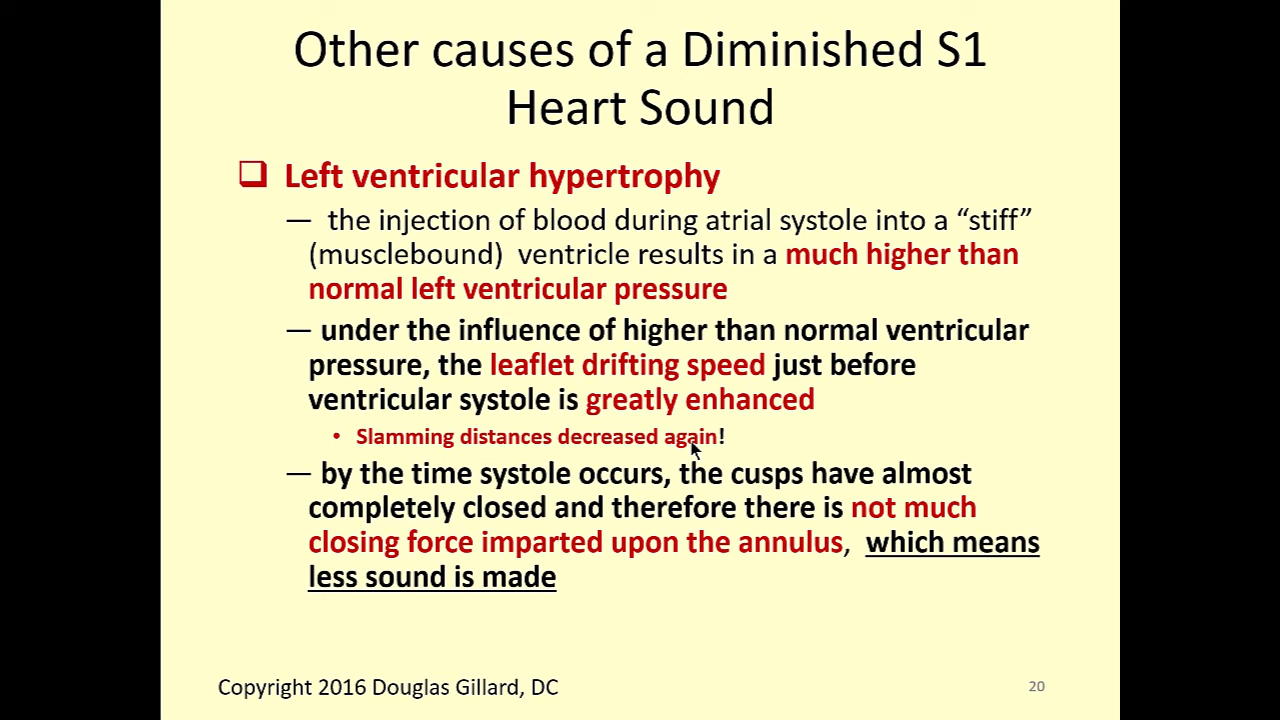 Other causes of a Diminished S1
Heart Sound
❑ Left ventricular hypertrophy
— the injection of blood during atrial systole into a “stiff”
(musclebound) ventricle results in a much higher than
normal left ventricular pressure
— under the influence of higher than normal ventricular
pressure, the leaflet drifting speed just before
ventricular systole is greatly enhanced
• Slamming distances decreased again!
— by the time systole occurs, the cusps have almost
completely closed and therefore there is not much
closing force imparted upon the annulus, which means
less sound is made
Copyright 2016 Douglas Gillard, DC
20